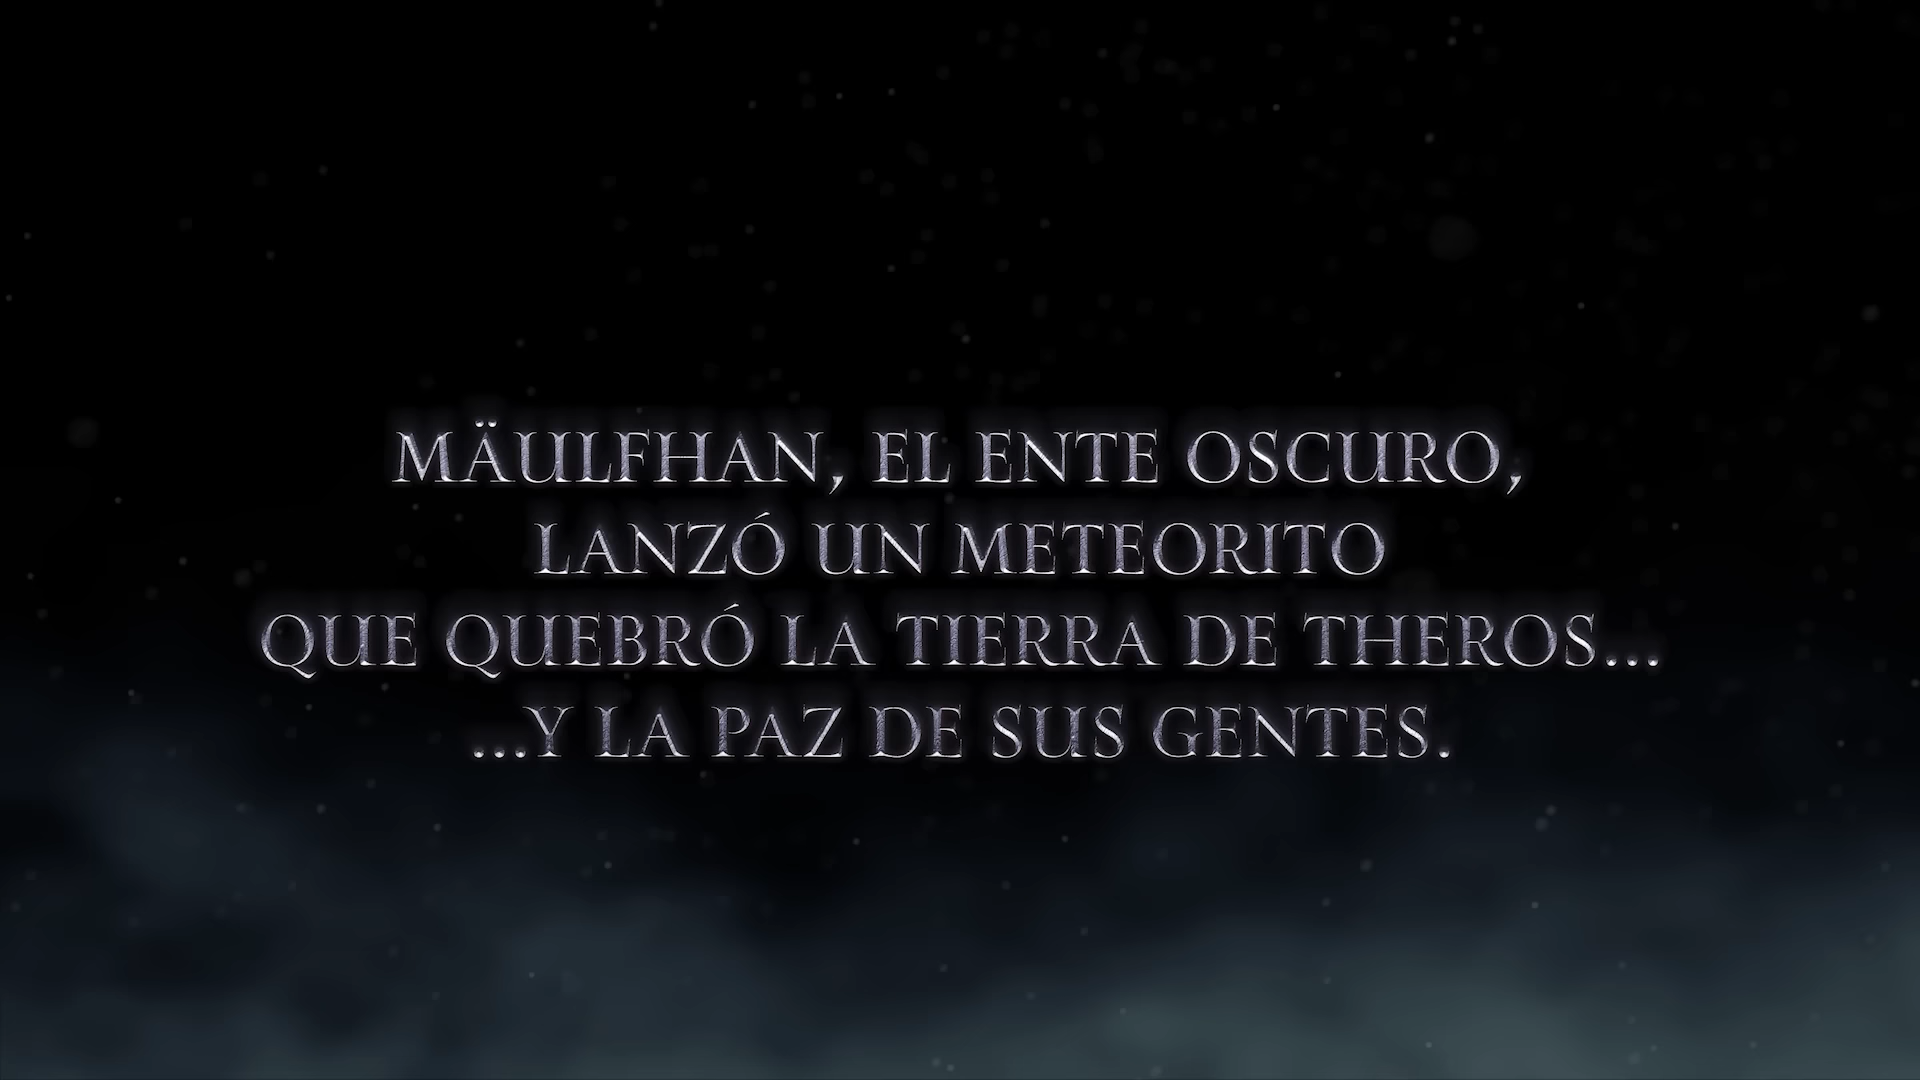 MÄULFHAN, EL ENTE OSCURO,
LANZÓ UN METEORITO
QUE QUEBRÓ LA TIERRA DE THEROS...
...Y LA PAZ DE SUS GENTES.